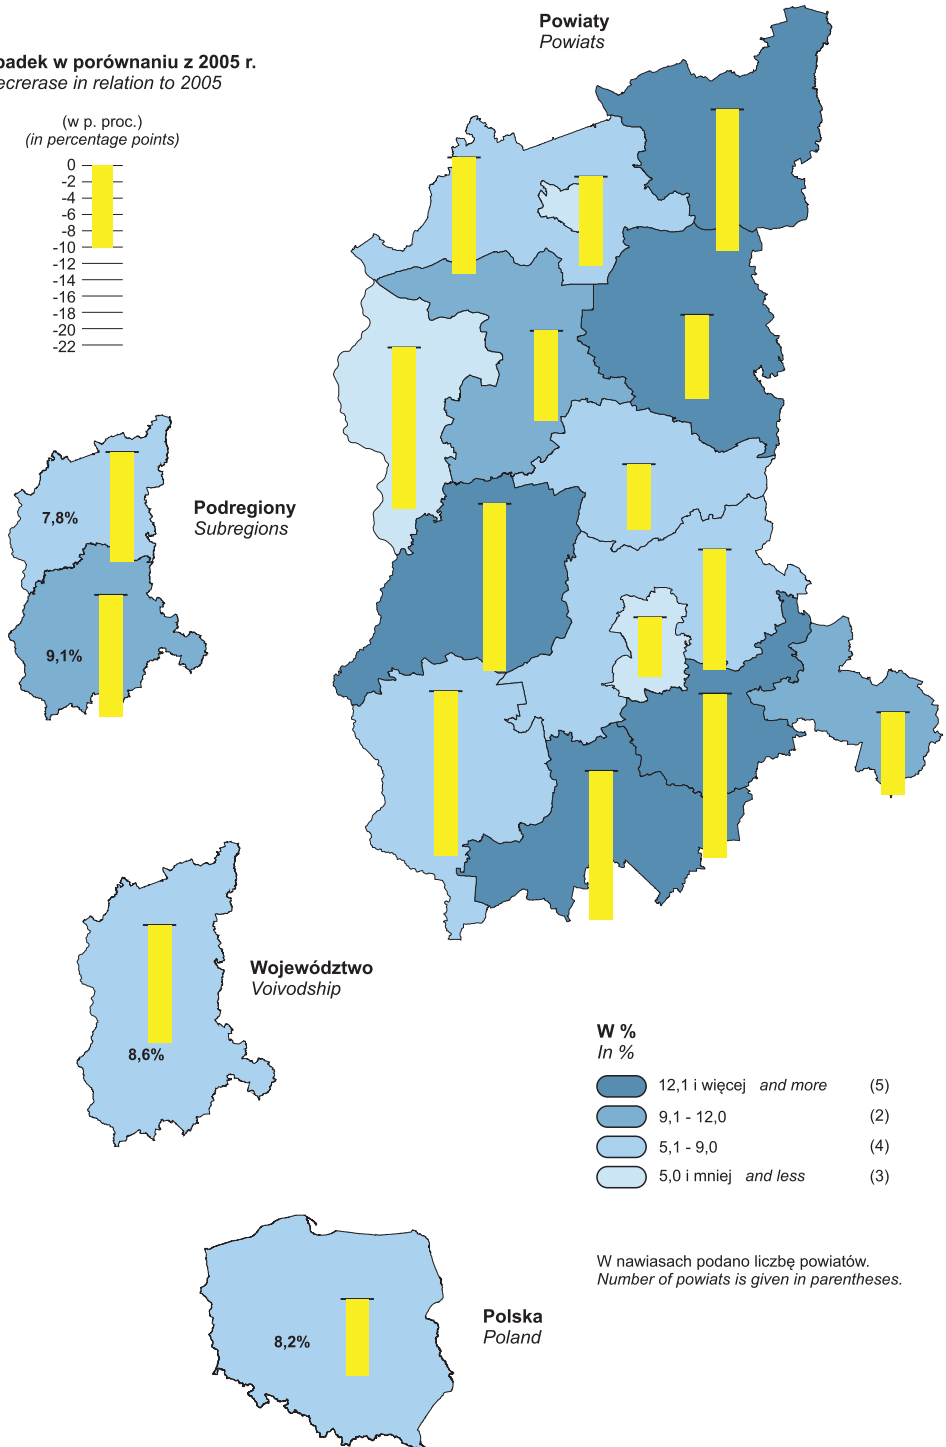 Powiaty
Powiats
padek w porównaniu z 2005 r.
ecrerase in relation to 2005
(w p. proc.)
(in percentage points)
0
-2
-4
-6
-8
-10
-12
-14
-16
-18
-20
-22
7,8%
Podregiony
Subregions
9,1%
Województwo
Voivodship
8,6%
W %
In %
12,1 i więcej and more (5)
9,1 - 12,0 (2)
5,1 - 9,0 (4)
5,0 i mniej and less (3)
W nawiasach podano liczbę powiatów.
Number of powiats is given in parentheses.
Polska
Poland
8,2%